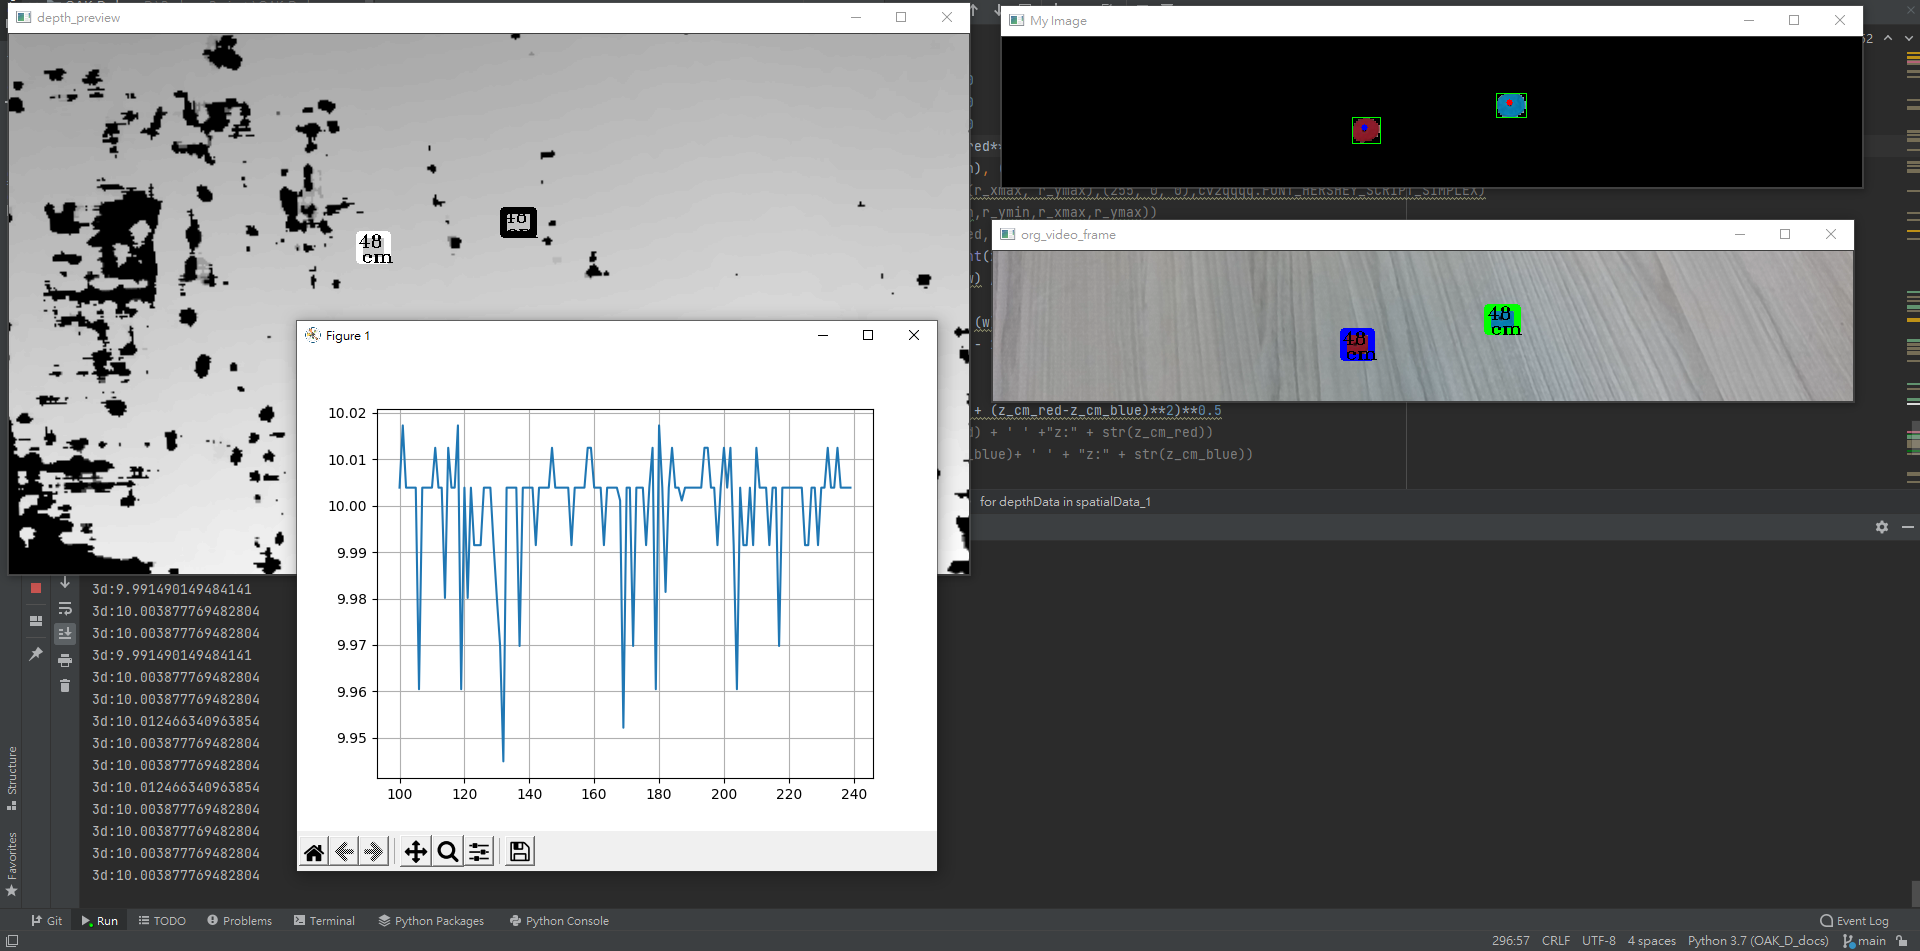 depth_preview
48
cm
48
My Image
62
red**
r_xmax, r_ymax),(255, 0, 0),cv2qqqq.FONT_HERSHEY_SCRIPT_SIMPLEX)
,r_ymin,r_xmax,r_ymax))
org_video_frame
48
cm
48
cm
+ (z_cm_red-z_cm_blue)**2)**0.5
) + ' ' +"z:" + str(z_cm_red))
_blue)+ ' ' + "z:" + str(z_cm_blue))
for depthData in spatialData_1
Figure 1
10.02
10.01
10.00
9.99
9.98
9.97
9.96
9.95
100 120 140 160 180 200 220 240
3d:9.991490149484141
3d:10.003877769482804
3d:10.003877769482804
3d:9.991490149484141
3d:10.003877769482804
3d:10.003877769482804
3d:10.012466340963854
3d:10.003877769482804
3d:10.003877769482804
3d:10.012466340963854
3d:10.003877769482804
3d:10.003877769482804
3d:10.003877769482804
3d:10.003877769482804
Structure
Favorites
Git Run TODO Problems Terminal Python Packages Python Console Event Log
296:57 CRLF UTF-8 4 spaces Python 3.7 (OAK_D_docs) main